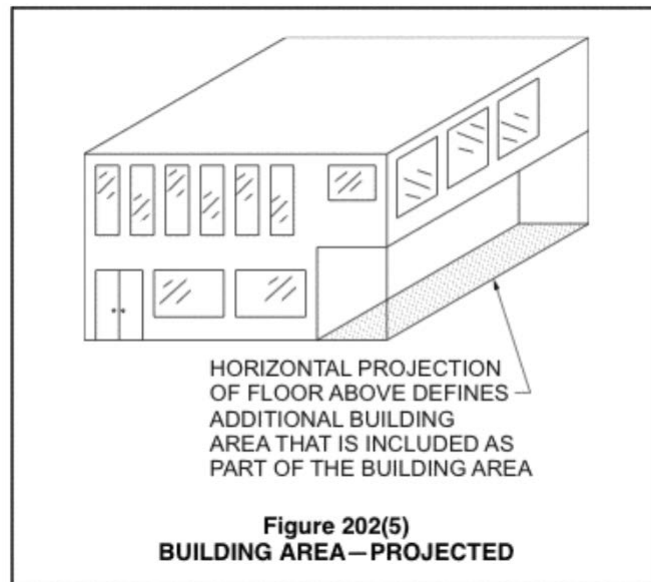 HORIZONTAL PROJECTION
OF FLOOR ABOVE DEFINES
ADDITIONAL BUILDING
AREA THAT IS INCLUDED AS
PART OF THE BUILDING AREA
Figure 202(5)
BUILDING AREA—PROJECTED